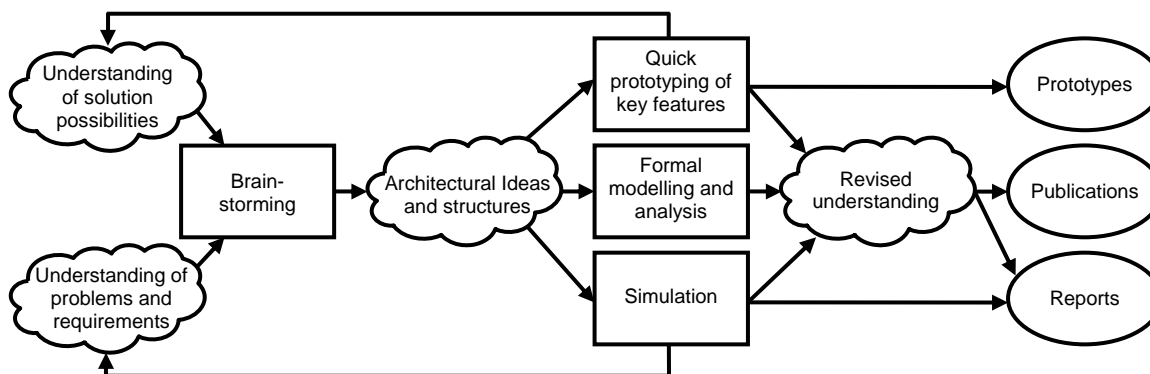 Understanding
of solution
possibilities
Understanding of
problems and
requirements
Brain-
storming
Architectural Ideas
and structures
Quick
prototyping of
key features
Formal
modelling and
analysis
Simulation
Revised
understanding
Prototypes
Publications
Reports